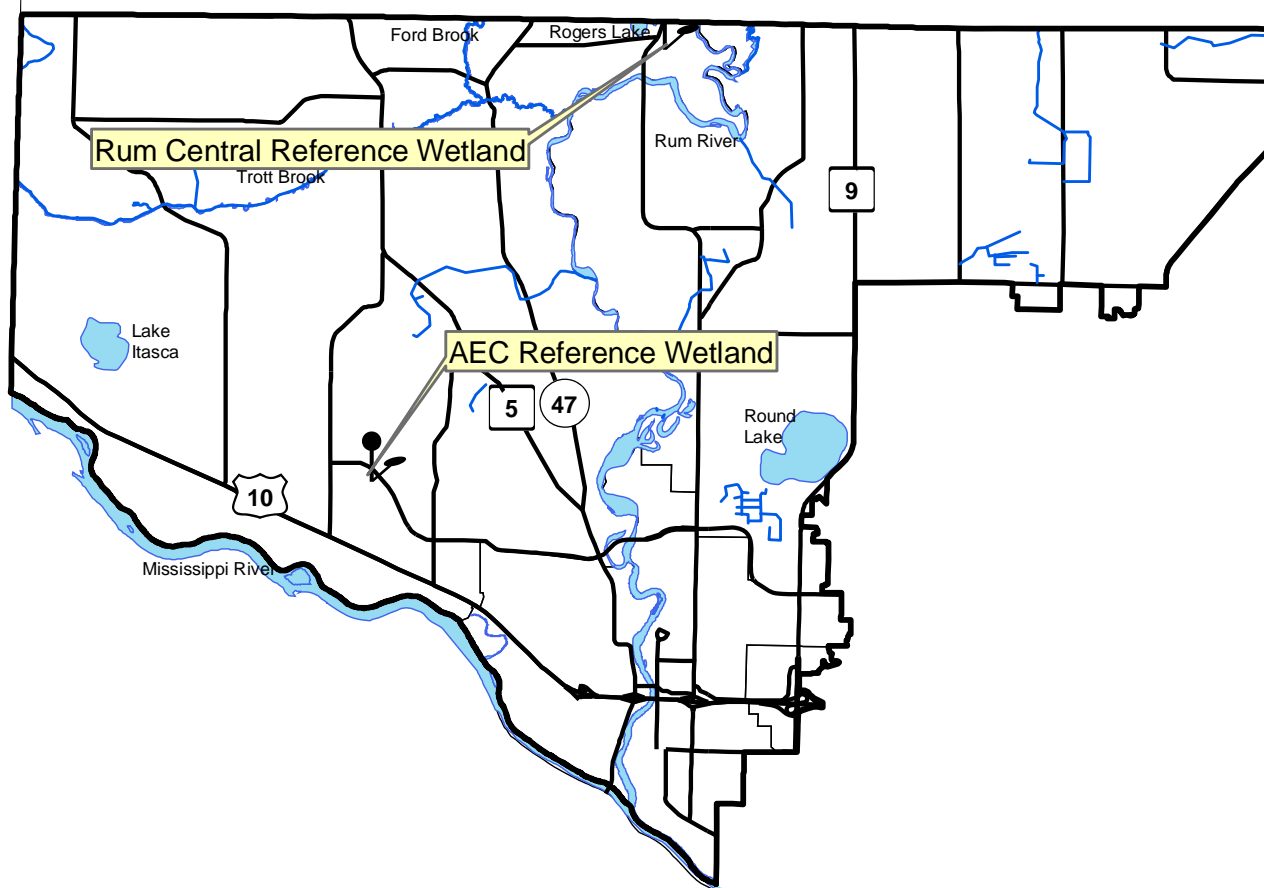 Ford Brook
Rogers Lake
Rum Central Reference Wetland
Rum River
Trott Brook
9
Lake
Itasca
AEC Reference Wetland
5
47
Round
Lake
10
Mississippi River